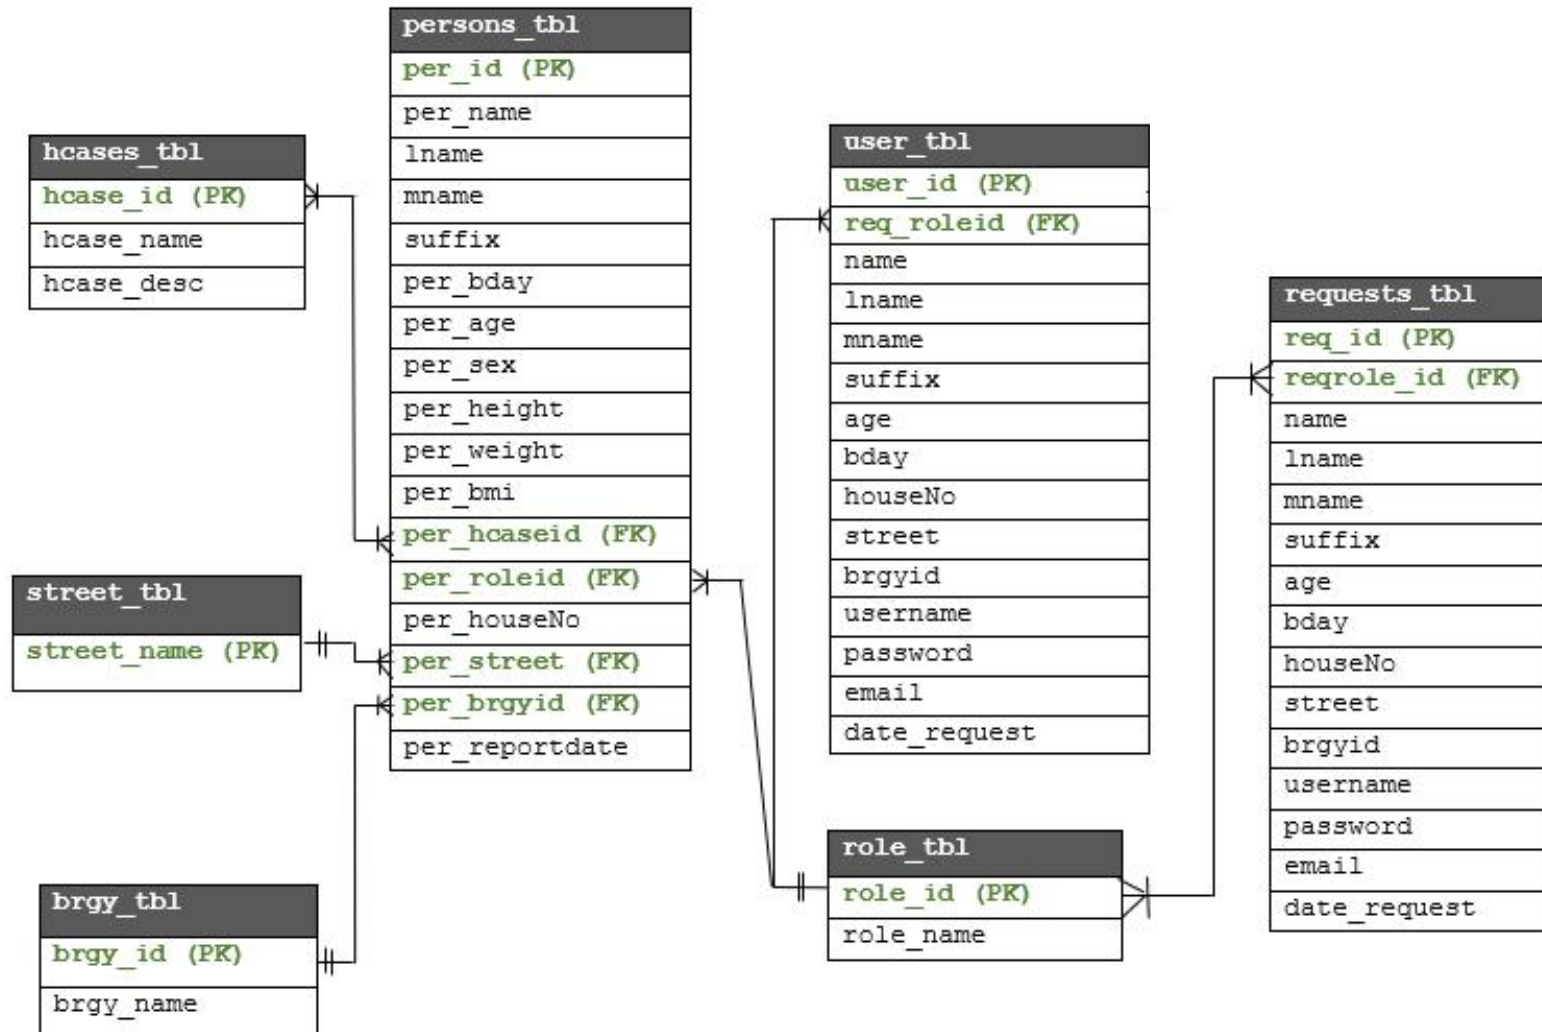 persons_tbl
per_id (PK)
per_name
lname
mname
suffix
per_bday
per_age
per_sex
per_height
per_weight
per_bmi
per_hcaseid (FK)
per_roleid (FK)
per_houseNo
per_street (FK)
per_brgyid (FK)
per_reportdate
hcases_tbl
hcase_id (PK)
hcase_name
hcase_desc
street_tbl
street_name (PK)
brgy_tbl
brgy_id (PK)
brgy_name
user_tbl
user_id (PK)
req_roleid (FK)
name
lname
mname
suffix
age
bday
houseNo
street
brgyid
username
password
email
date_request
role_tbl
role_id (PK)
role_name
requests_tbl
req_id (PK)
reqrole_id (FK)
name
lname
mname
suffix
age
bday
houseNo
street
brgyid
username
password
email
date_request